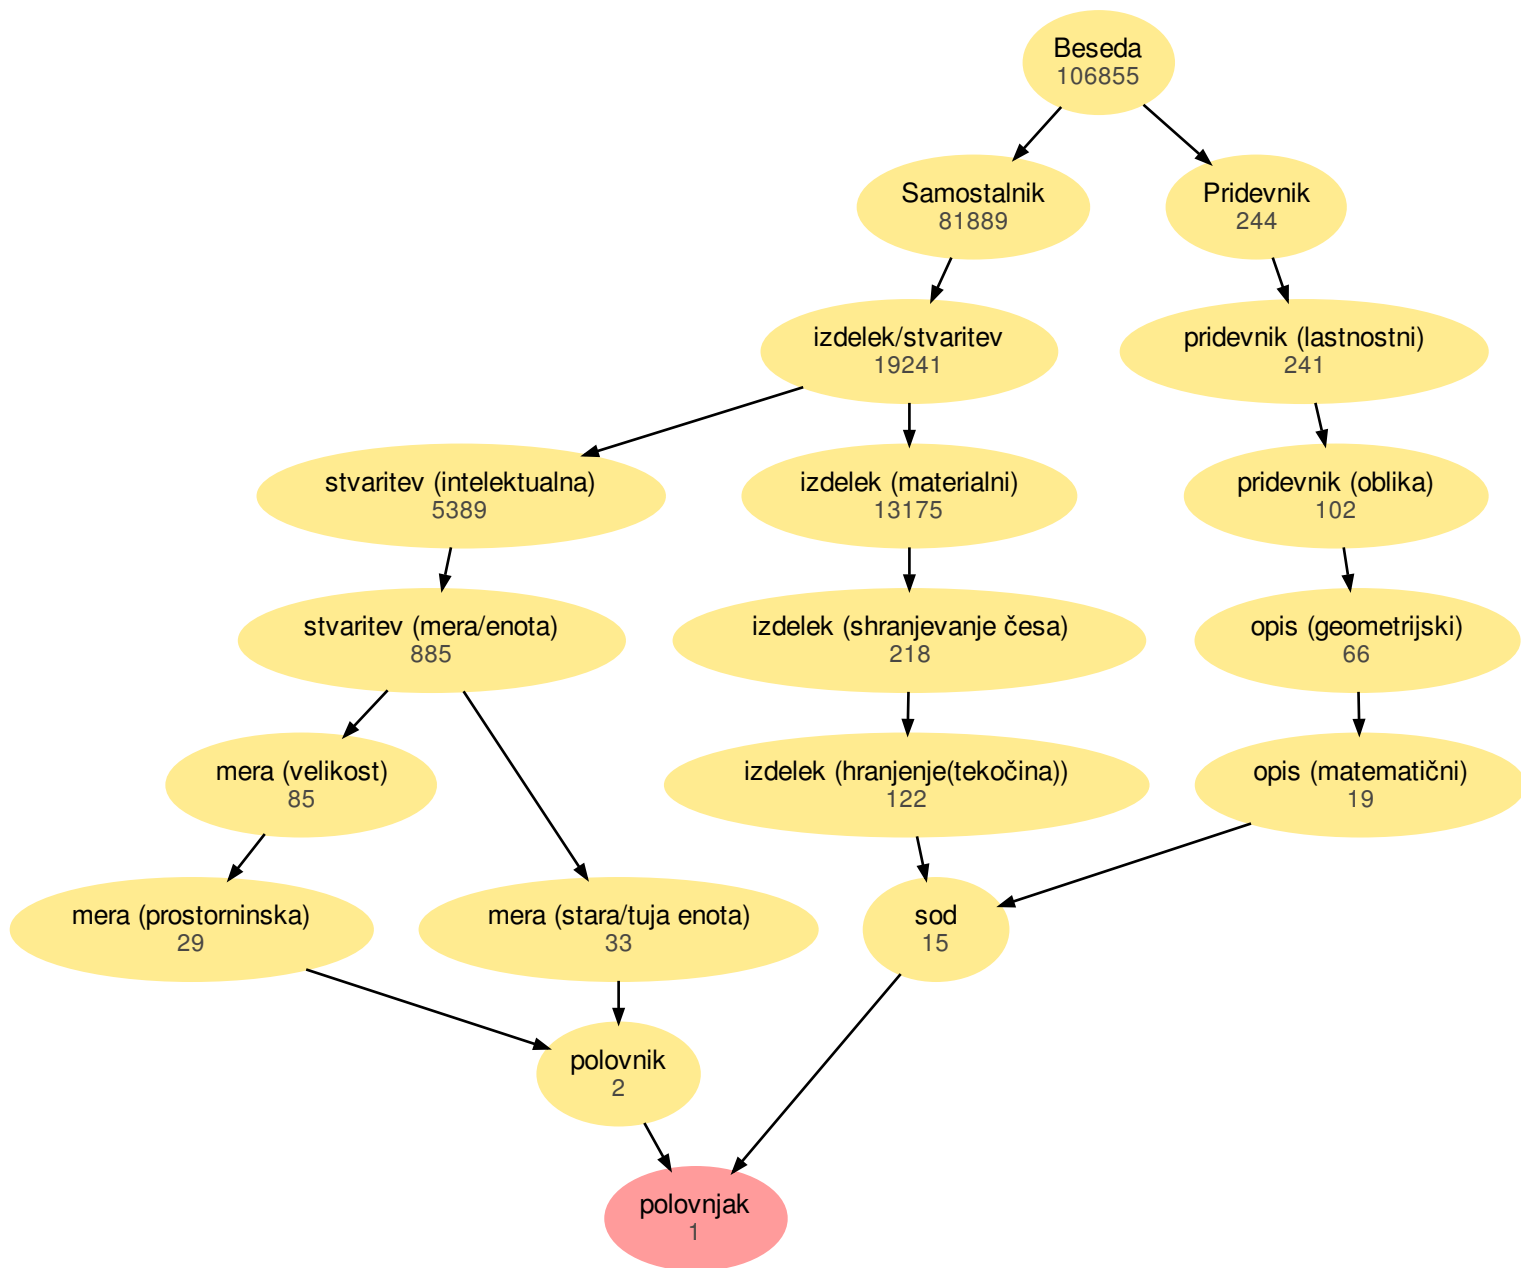 Beseda
106855
Samostalnik
81889
Pridevnik
244
izdelek/stvaritev
19241
pridevnik (lastnostni)
241
stvaritev (intelektualna)
5389
izdelek (materialni)
13175
pridevnik (oblika)
102
stvaritev (mera/enota)
885
izdelek (shranjevanje česa)
218
opis (geometrijski)
66
mera (velikost)
85
izdelek (hranjenje(tekočina))
122
opis (matematični)
19
mera (prostorninska)
29
mera (stara/tuja enota)
33
sod
15
polovnik
2
polovnjak
1